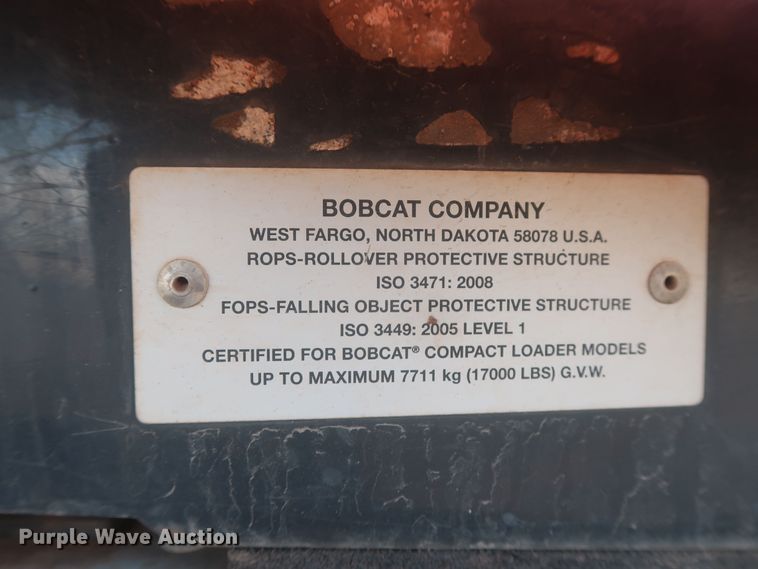 BOBCAT COMPANY
WEST FARGO, NORTH DAKOTA 58078 U.S.A.
ROPS-ROLLOVER PROTECTIVE STRUCTURE
ISO 3471: 2008
FOPS-FALLING OBJECT PROTECTIVE STRUCTURE
ISO 3449: 2005 LEVEL 1
CERTIFIED FOR BOBCAT® COMPACT LOADER MODELS
UP TO MAXIMUM 7711 kg (17000 LBS) G.V.W.
Purple Wave Auction